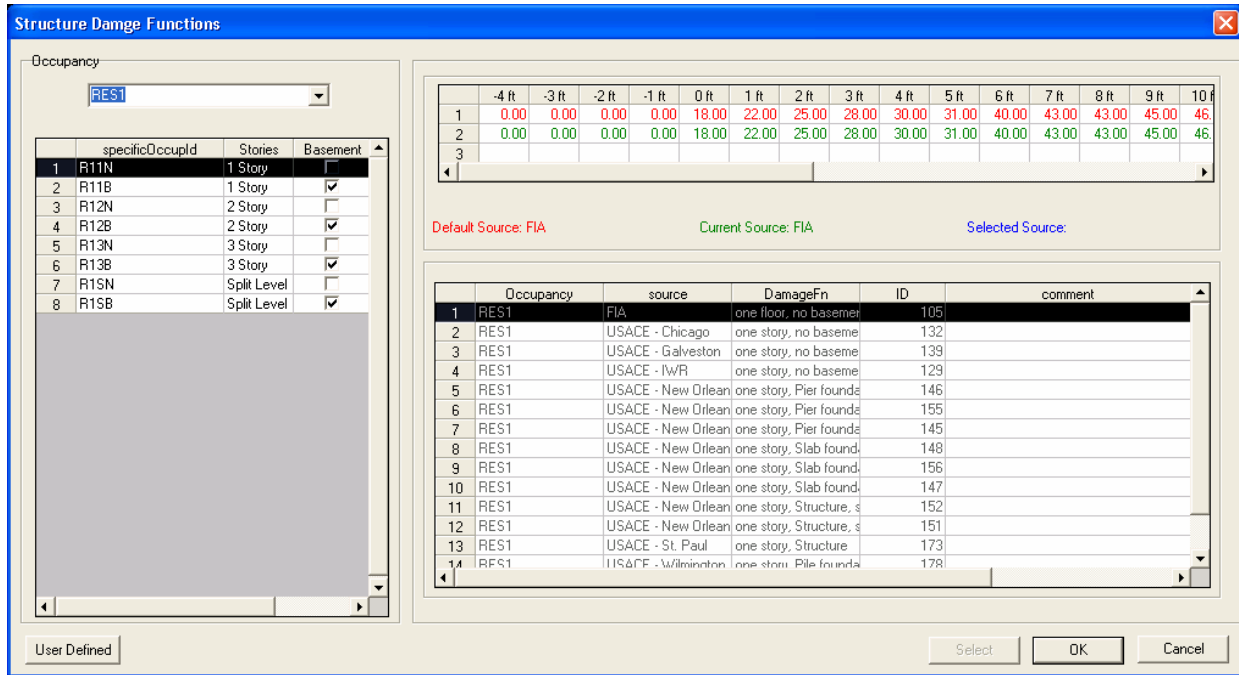 Structure Damge Functions
Occupancy
RES1
specificOccupId Stories Basement
1 R11N 1 Story
2 R11B 1 Story
3 R12N 2 Story
4 R12B 2 Story
5 R13N 3 Story
6 R13B 3 Story
7 R1SN Split Level
8 R1SB Split Level
-4 ft -3 ft -2 ft -1 ft 0 ft 1 ft 2 ft 3 ft 4 ft 5 ft 6 ft 7 ft 8 ft 9 ft 10 f
1 0.00 0.00 0.00 0.00 18.00 22.00 25.00 28.00 30.00 31.00 40.00 43.00 43.00 45.00 46.
2 0.00 0.00 0.00 0.00 18.00 22.00 25.00 28.00 30.00 31.00 40.00 43.00 43.00 45.00 46.
3
Default Source: FIA Current Source: FIA Selected Source:
Occupancy source DamageFn ID comment
1 RES1 FIA one floor, no basemer 105
2 RES1 USACE - Chicago one story, no baseme 132
3 RES1 USACE - Galveston one story, no baseme 139
4 RES1 USACE - IWR one story, no baseme 129
5 RES1 USACE - New Orlean one story, Pier founda 146
6 RES1 USACE - New Orlean one story, Pier founda 155
7 RES1 USACE - New Orlean one story, Pier founda 145
8 RES1 USACE - New Orlean one story, Slab found 148
9 RES1 USACE - New Orlean one story, Slab found 156
10 RES1 USACE - New Orlean one story, Slab found 147
11 RES1 USACE - New Orlean one story, Structure, s 152
12 RES1 USACE - New Orlean one story, Structure, s 151
13 RES1 USACE - St. Paul one story, Structure 173
14 RES1 USACE - Wilmington one story, Pile founda 178
User Defined Select OK Cancel